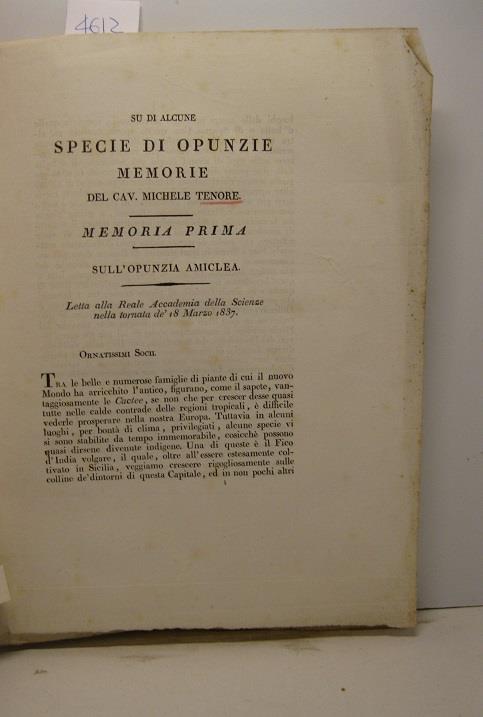 4612
SU DI ALCUNE
SPECIE DI OPUNZIE
MEMORIE
DEL CAV. MICHELE TENORE.
MEMORIA PRIMA
SULL'OPUNZIA AMICLEA.
Letta alla Reale Accademia delle Scienze
nella tornata de' 18 Marzo 1837.
ORNATISSIMI SOCII.
TRA le belle e numerose famiglie di piante di cui il nuovo
Mondo ha arricchito l'antico, figurano, come il sapete, van-
taggiosamente le Cactee, se non che per crescer desse quasi
tutte nelle calde contrade delle regioni tropicali, è difficile
vederle prosperare nella nostra Europa. Tuttavia in alcuni
luoghi, per bontà di clima, privilegiati, alcune specie vi
si sono stabilite da tempo immemorabile, cosicchè possono
quasi dirsene divenute indigene. Una di queste è il Fico
d'India volgare, il quale, oltre all'essere estesamente col-
tivato in Sicilia, veggiamo crescere rigogliosamente sulle
colline de'dintorni di questa Capitale, ed in non pochi altri